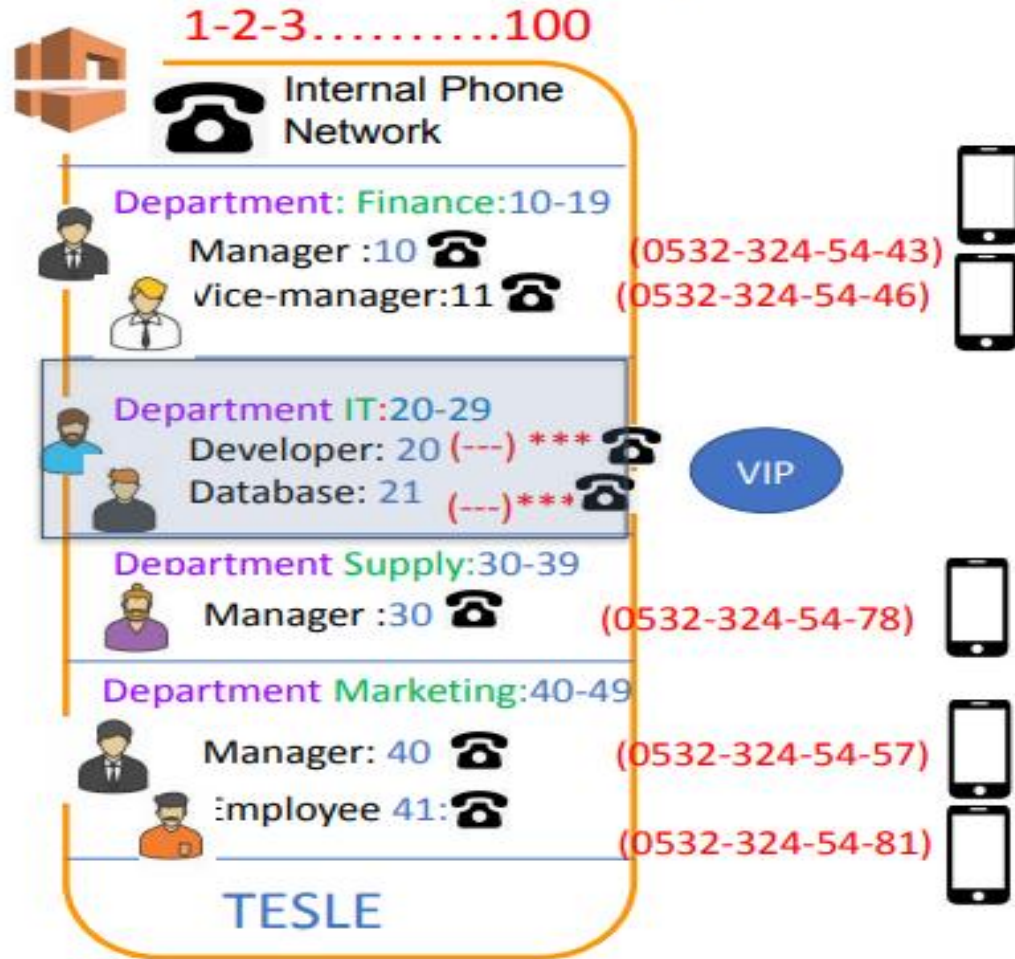 1-2-3..........100
Internal Phone
Network
Department: Finance:10-19
Manager :10 (0532-324-54-43)
Vice-manager:11 (0532-324-54-46)
Department IT:20-29
Developer: 20 (---) ***
Database: 21 (---)***
VIP
Department Supply:30-39
Manager :30 (0532-324-54-78)
Department Marketing:40-49
Manager: 40 (0532-324-54-57)
Employee 41:
(0532-324-54-81)
TESLE